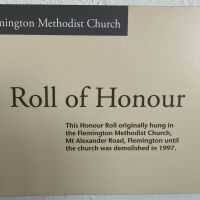 mington Methodist Church
Roll of Honour
This Honour Roll originally hung in
the Flemington Methodist Church,
Mt Alexander Road, Flemington until
the church was demolished in 1997.